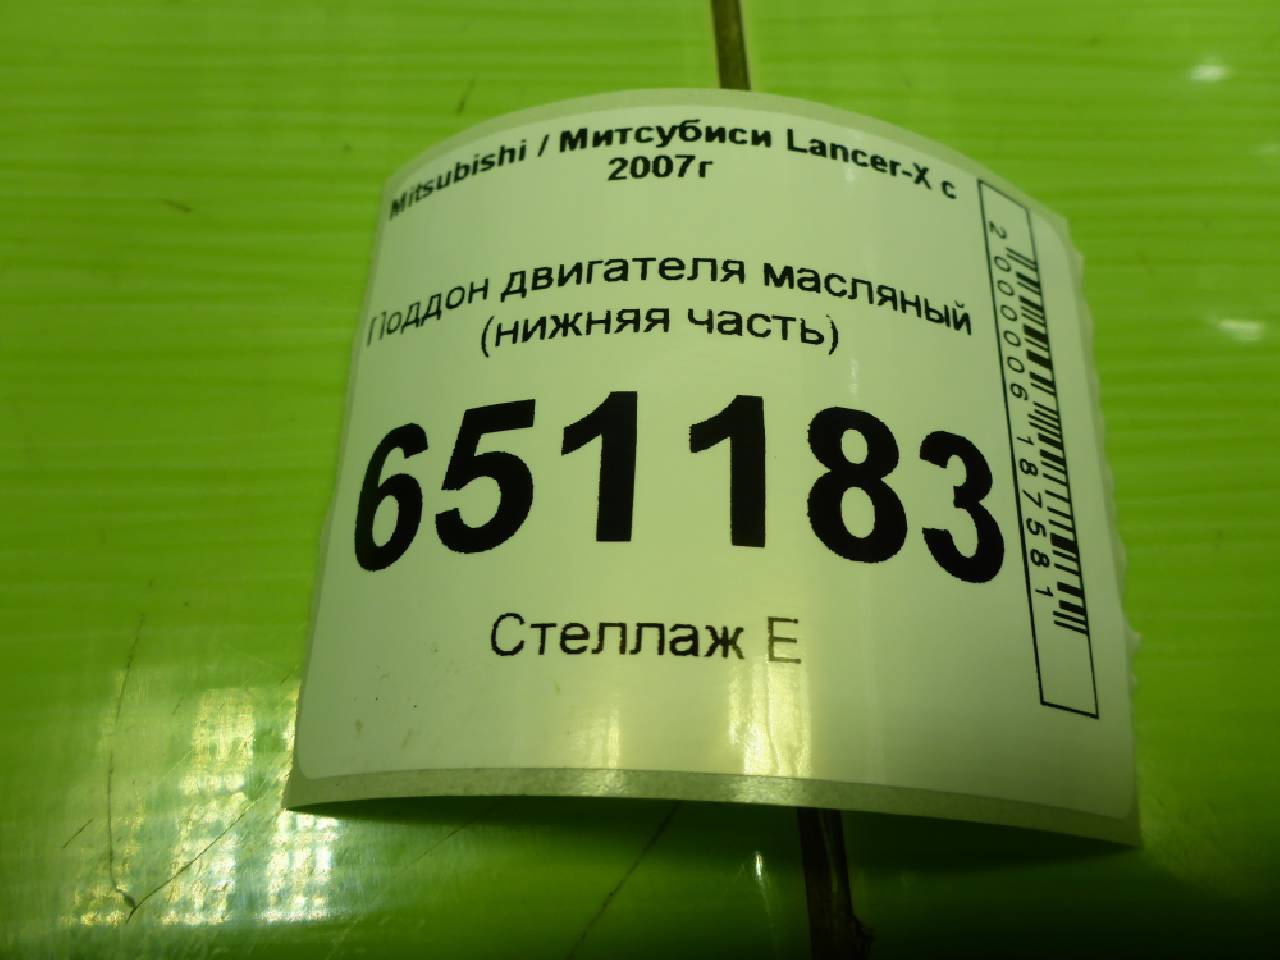 Mitsubishi / Митсубиси Lancer-X с
2007г
Поддон двигателя масляный
(нижняя часть)
651183
Стеллаж Е
2000006187581